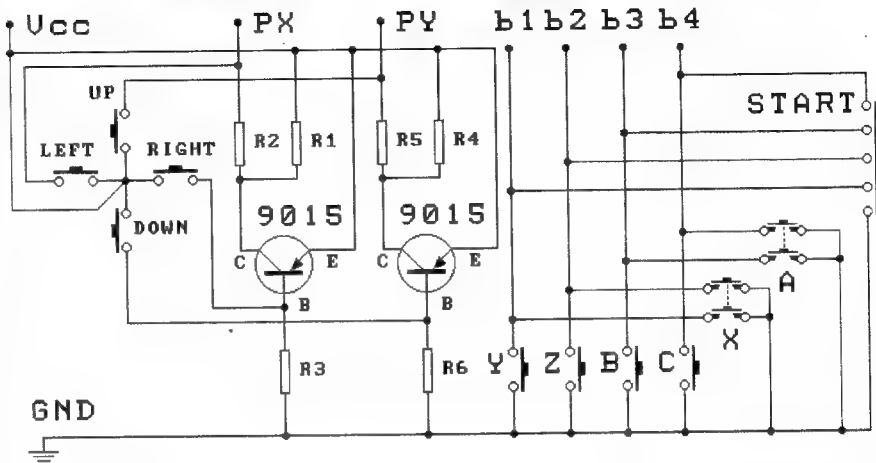 Vcc PX PY b1 b2 b3 b4
UP START
R2 R1 R5 R4
LEFT RIGHT
9015 9015
DOWN
C E C E
A
B B
X
R3 R6 Y Z B C
GND